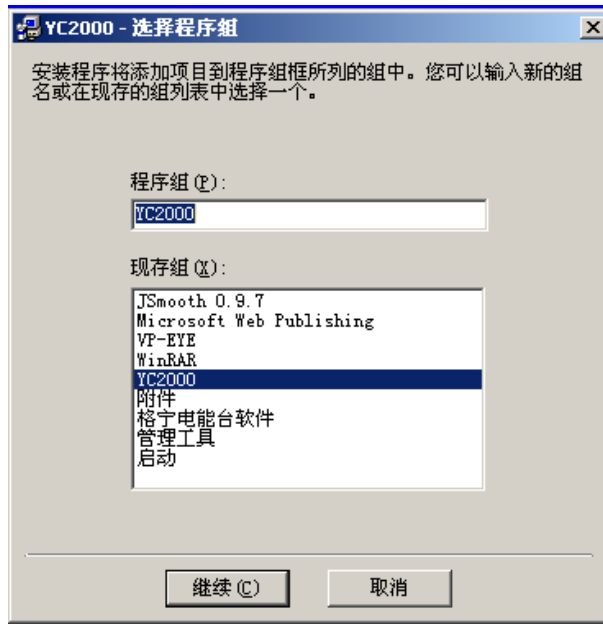 YC2000 - 选择程序组
安装程序将添加项目到程序组框所列的组中。您可以输入新的组
名或在现存的组列表中选择一个。
程序组(P):
YC2000
现存组(X):
JSmooth 0.9.7
Microsoft Web Publishing
VP-EYE
WinRAR
YC2000
附件
格宁电能台软件
管理工具
启动
继续(C)
取消